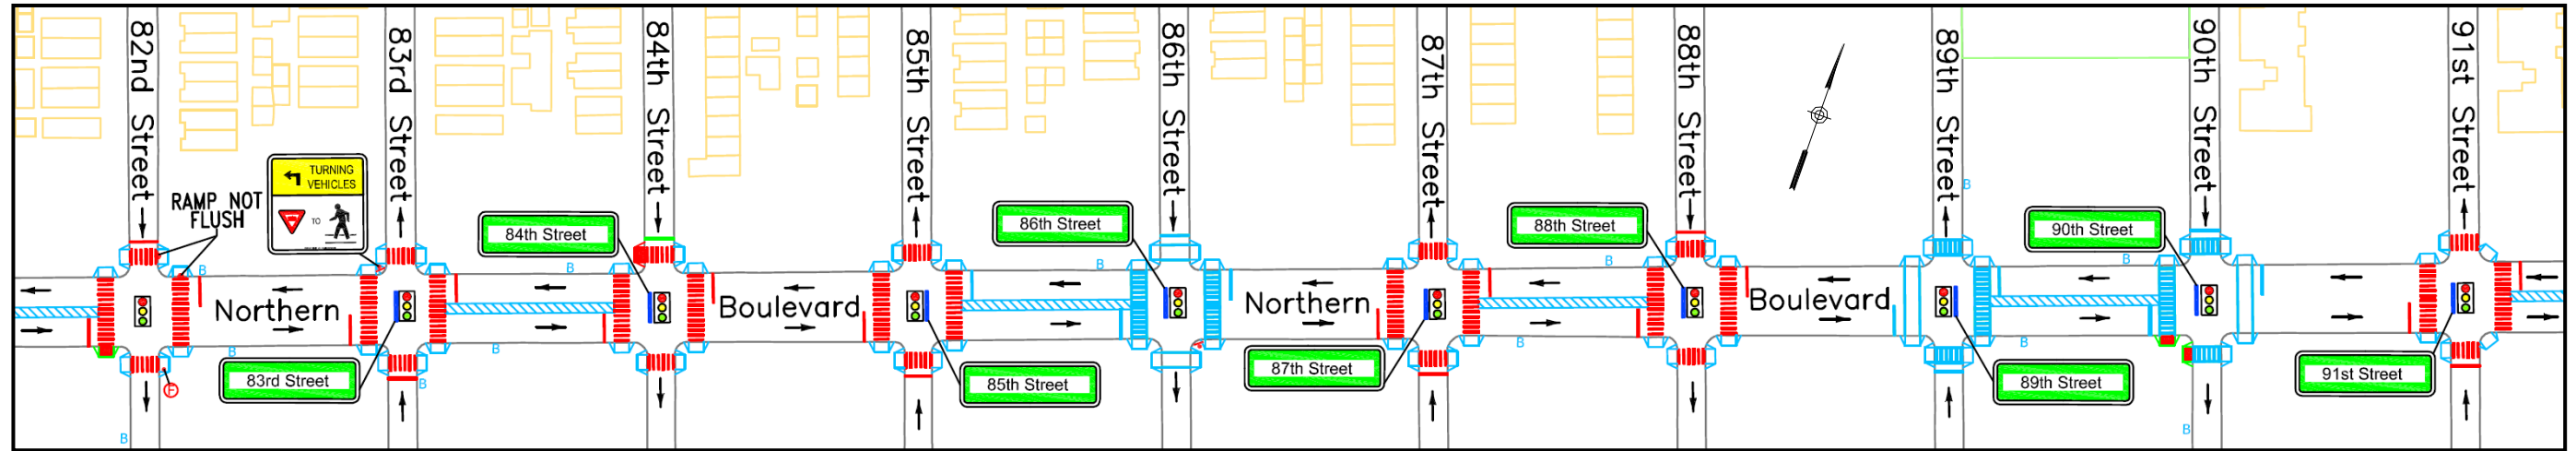 82nd Street
83rd Street
84th Street
85th Street
86th Street
87th Street
88th Street
89th Street
90th Street
91st Street
RAMP NOT
FLUSH
TURNING
VEHICLES
TO
84th Street
86th Street
88th Street
90th Street
B
B
B
B
B
B
Northern
Boulevard
Northern
Boulevard
B
B
B
B
B
83rd Street
85th Street
87th Street
89th Street
91st Street
F
B
B